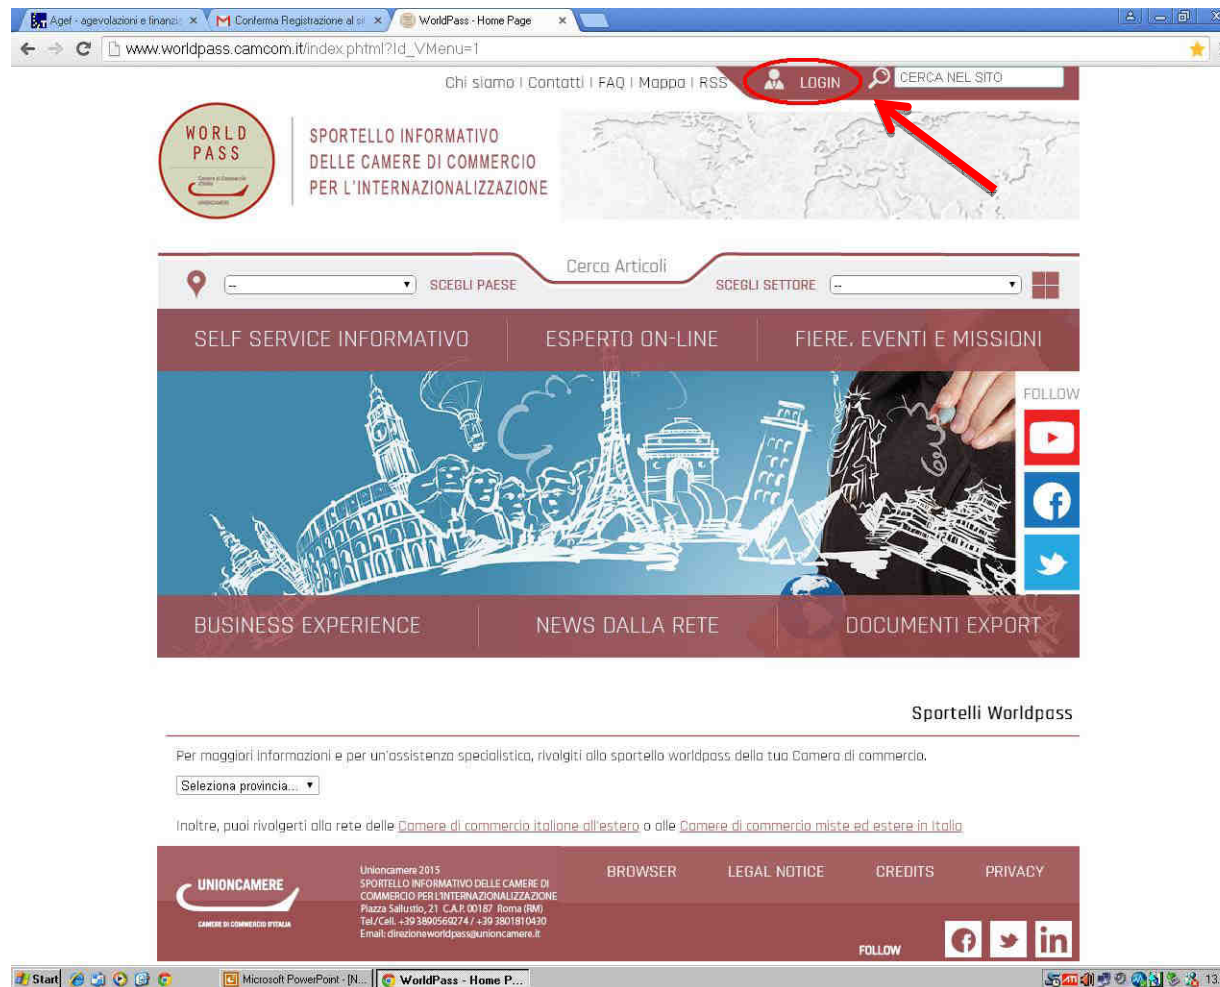 Agef - agevolazioni e finanzi
Conferma Registrazione al si
WorldPass - Home Page
www.worldpass.camcom.it/index.phtml?Id_VMenu=1
Chi siamo | Contatti | FAQ | Mappa | RSS
LOGIN
CERCA NEL SITO
WORLD
PASS
Camere di Commercio
d'Italia
UNIONCAMERE
SPORTELLO INFORMATIVO
DELLE CAMERE DI COMMERCIO
PER L'INTERNAZIONALIZZAZIONE
Cerca Articoli
-- SCEGLI PAESE
SCEGLI SETTORE --
SELF SERVICE INFORMATIVO
ESPERTO ON-LINE
FIERE, EVENTI E MISSIONI
FOLLOW
BUSINESS EXPERIENCE
NEWS DALLA RETE
DOCUMENTI EXPORT
Sportelli Worldpass
Per maggiori informazioni e per un'assistenza specialistica, rivolgiti allo sportello worldpass della tua Camera di commercio.
Seleziona provincia...
Inoltre, puoi rivolgerti alla rete delle Camere di commercio italiane all'estero o alle Camere di commercio miste ed estere in Italia
UNIONCAMERE
CAMERE DI COMMERCIO D'ITALIA
Unioncamere 2015
SPORTELLO INFORMATIVO DELLE CAMERE DI
COMMERCIO PER L'INTERNAZIONALIZZAZIONE
Piazza Sallustio, 21 C.A.P. 00187 Roma (RM)
Tel./Cell. +39 3890569274 / +39 3801810430
Email: direzioneworldpass@unioncamere.it
BROWSER
LEGAL NOTICE
CREDITS
PRIVACY
FOLLOW
in
Start
Microsoft PowerPoint - [N...
WorldPass - Home P...
13.